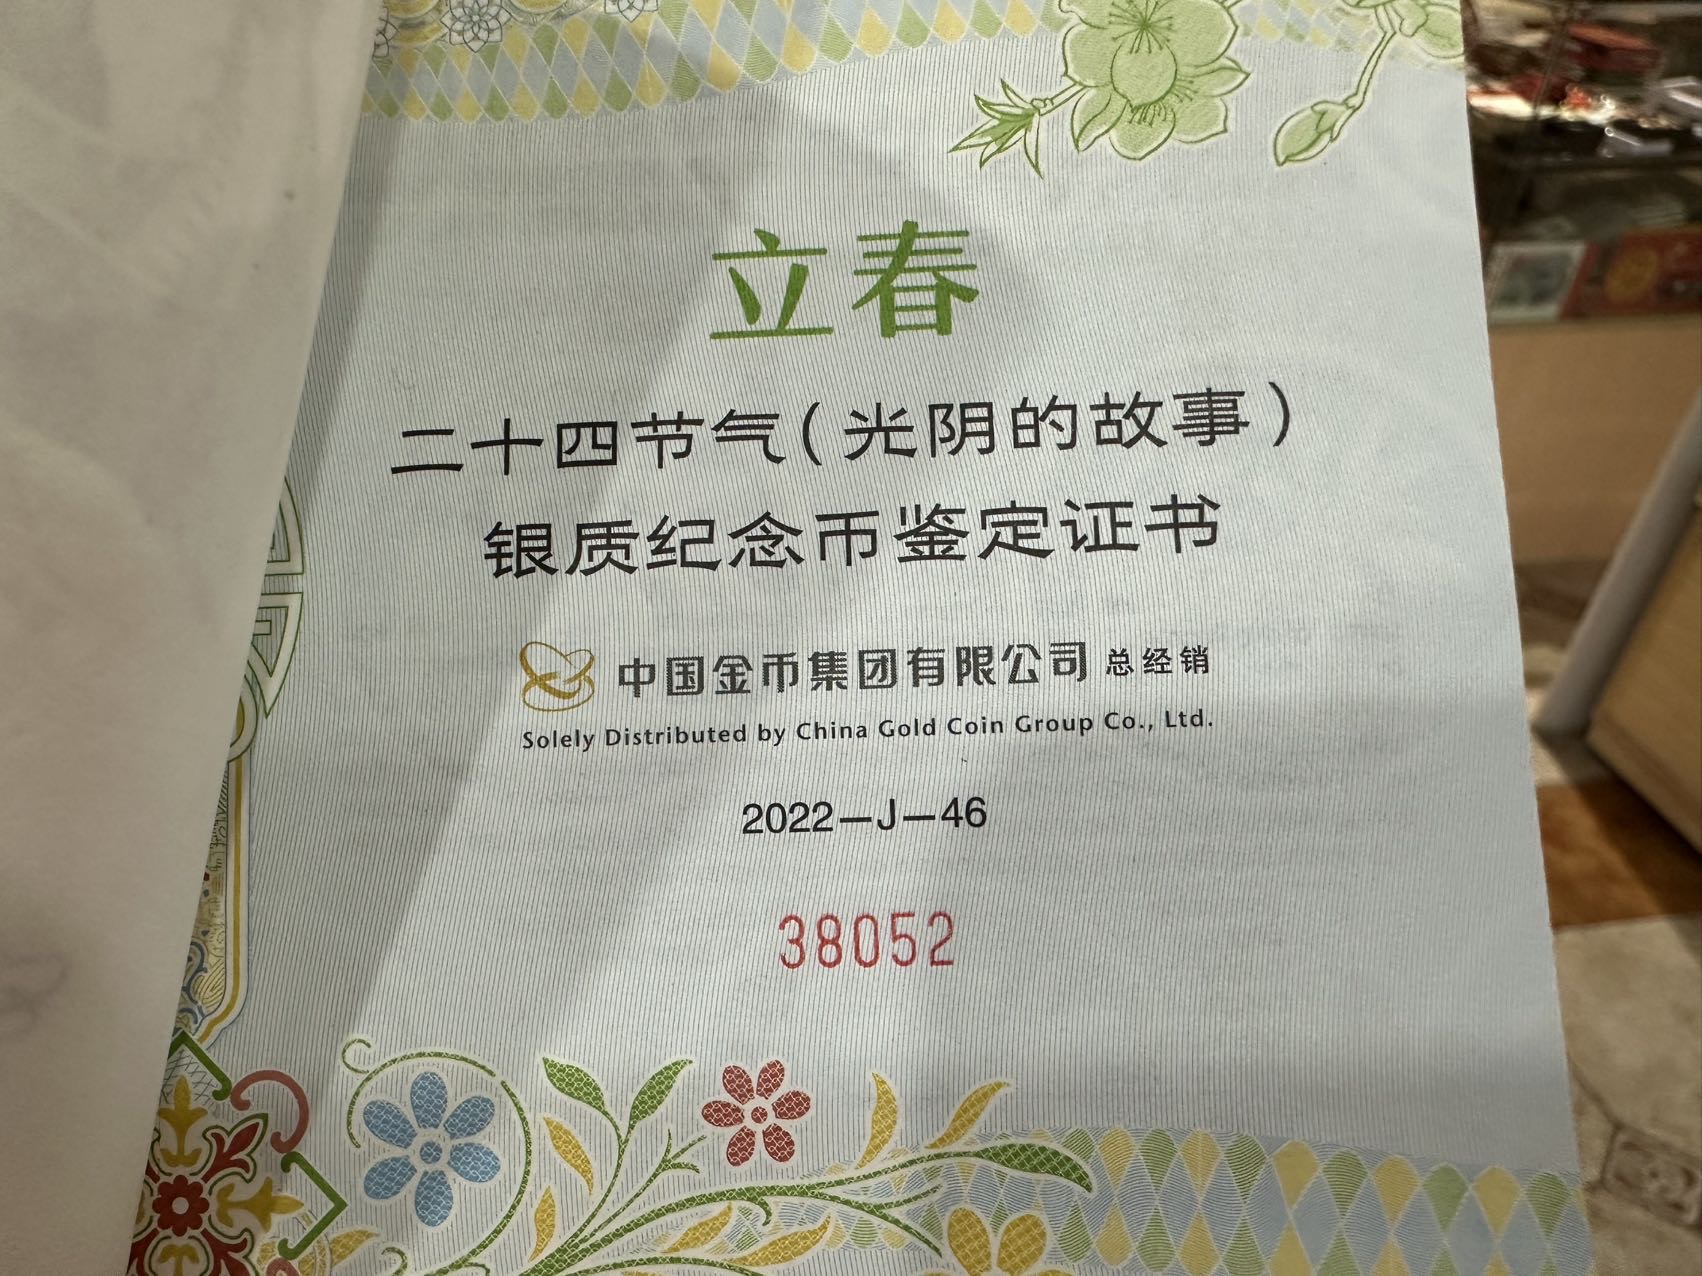 立春
二十四节气（光阴的故事）
银质纪念币鉴定证书
中国金币集团有限公司 总经销
Solely Distributed by China Gold Coin Group Co., Ltd.
2022—J—46
38052